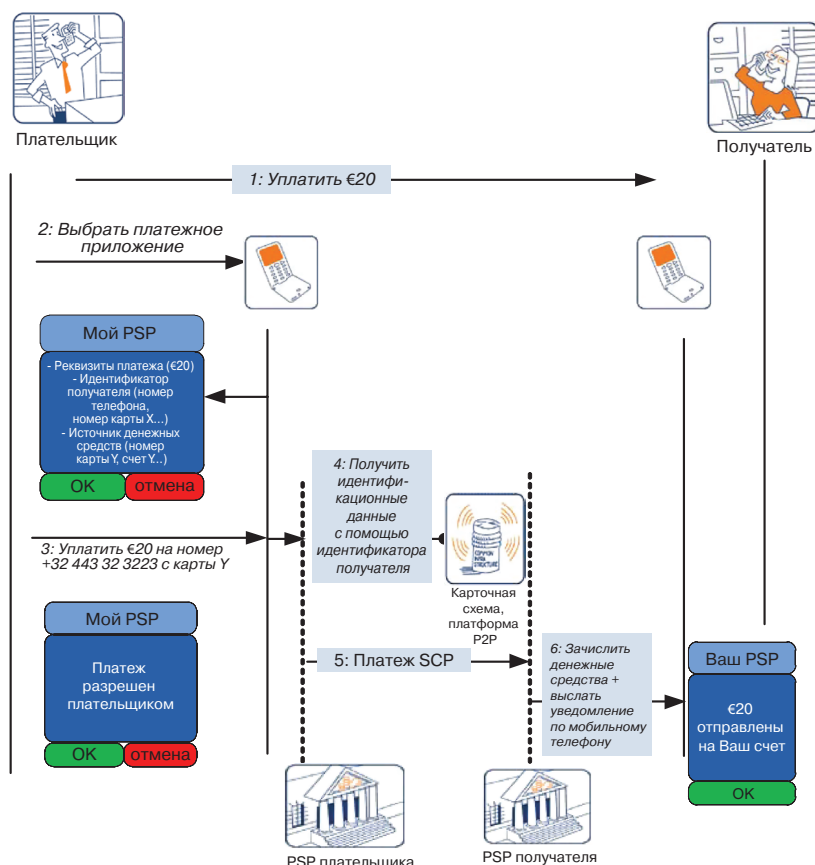 Плательщик
Получатель
1: Уплатить €20
2: Выбрать платежное
приложение
Мой PSP
- Реквизиты платежа (€20)
- Идентификатор
получателя (номер
телефона,
номер карты X...)
- Источник денежных
средств (номер
карты Y, счет Y...)
OK
отмена
4: Получить
идентифи-
кационные
данные
с помощью
идентификатора
получателя
COMMON
INFRA
STRUCTURE
Карточная
схема,
платформа
P2P
3: Уплатить €20 на номер
+32 443 32 3223 с карты Y
Мой PSP
Платеж
разрешен
плательщиком
OK
отмена
5: Платеж SCP
6: Зачислить
денежные
средства +
выслать
уведомление
по мобильному
телефону
Ваш PSP
€20
отправлены
на Ваш счет
OK
PSP плательщика
PSP получателя